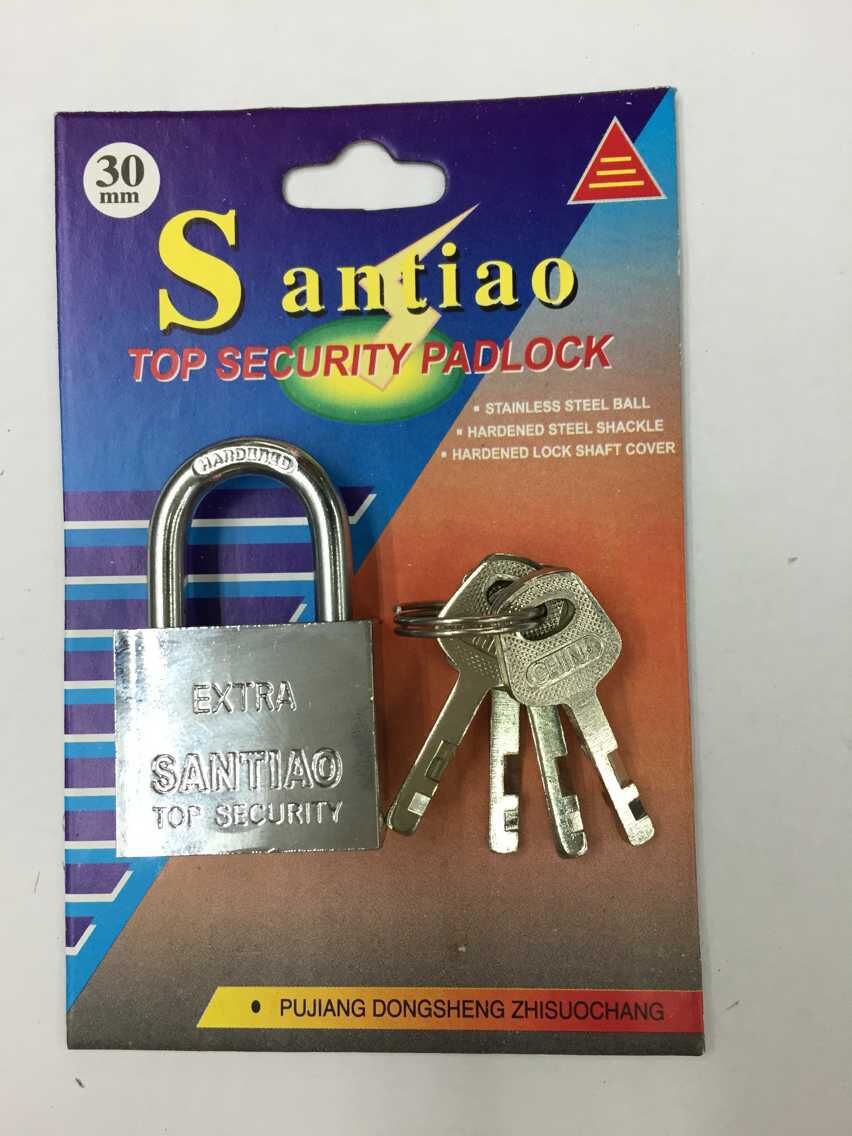 30
mm
Santiao
TOP SECURITY PADLOCK
▪ STAINLESS STEEL BALL
▪ HARDENED STEEL SHACKLE
▪ HARDENED LOCK SHAFT COVER
HARDENED
EXTRA
SANTIAO
TOP SECURITY
CHINA
• PUJIANG DONGSHENG ZHISUOCHANG